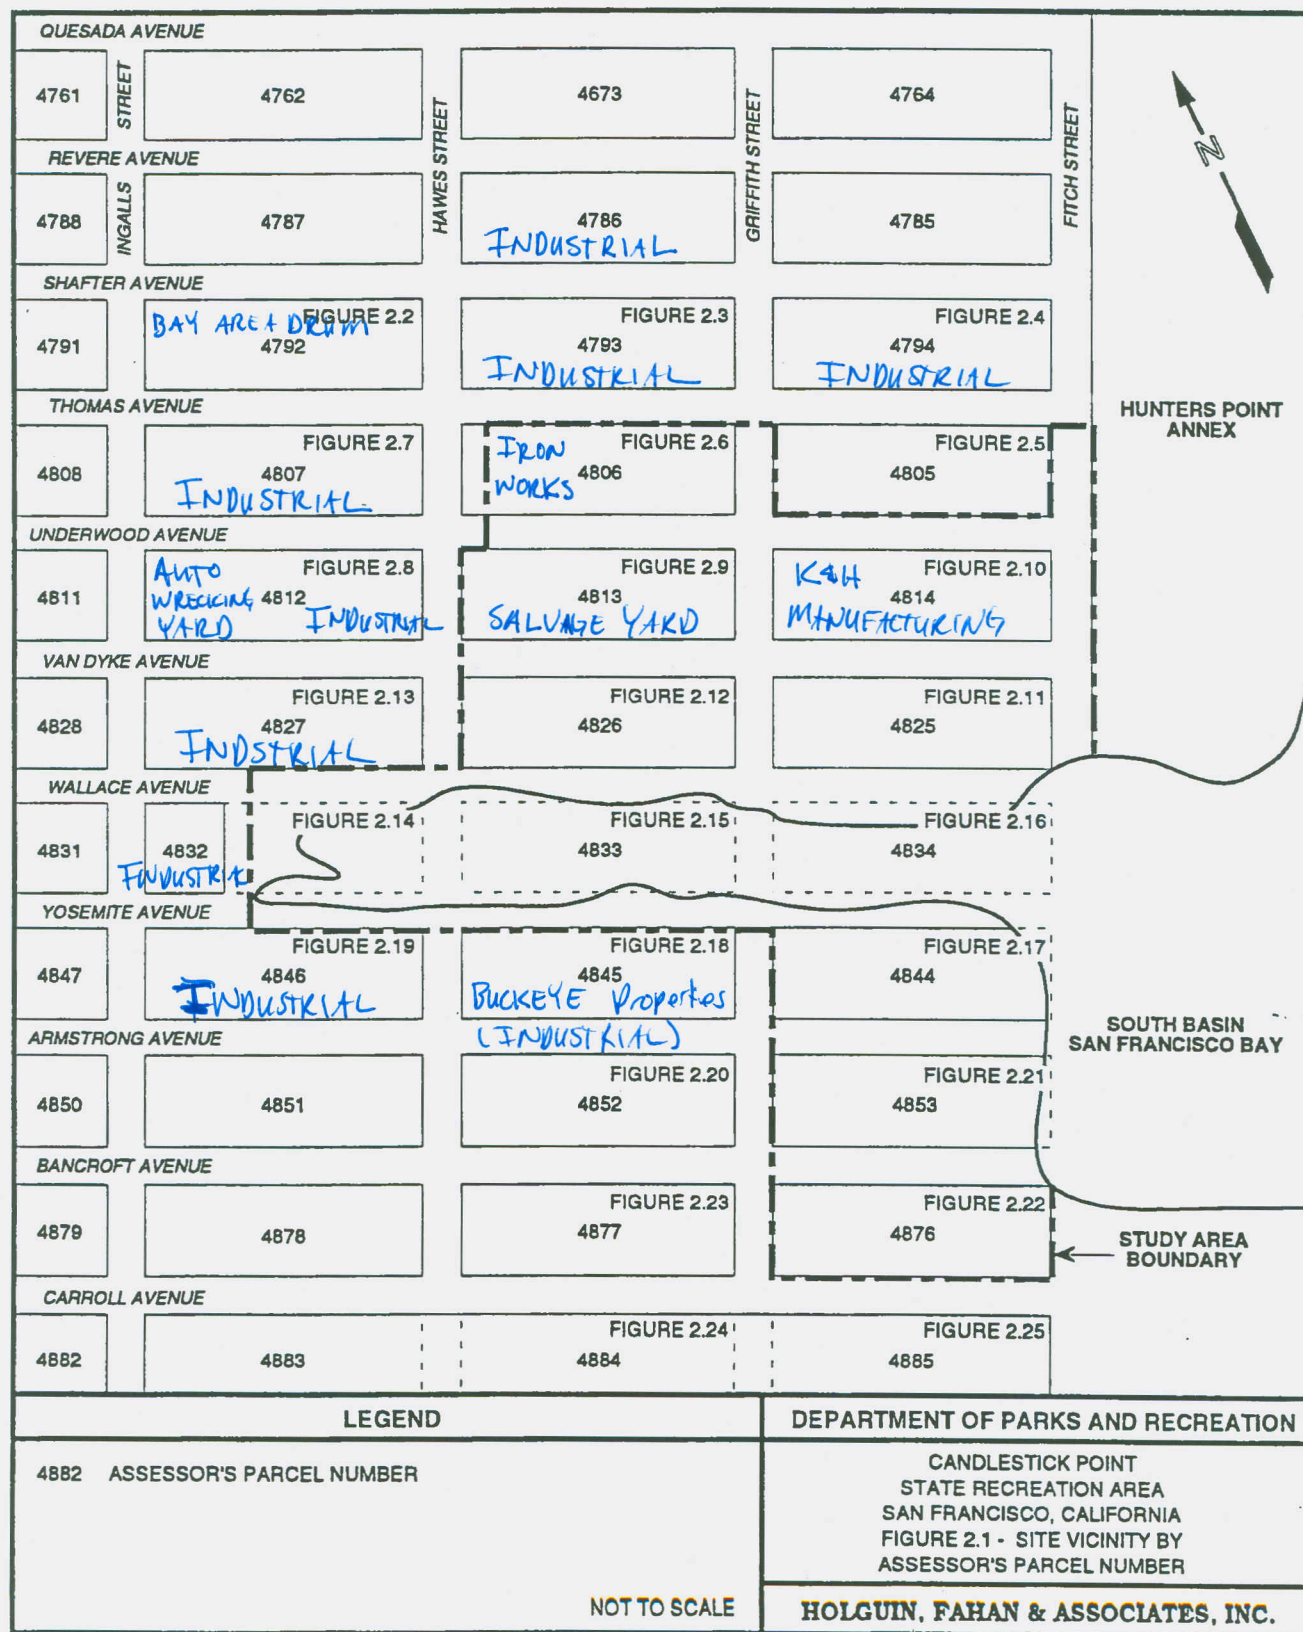 QUESADA AVENUE
4761
STREET
4762
HAWES STREET
4673
GRIFFITH STREET
4764
FITCH STREET
N
REVERE AVENUE
4788
INGALLS
4787
4786
INDUSTRIAL
4785
SHAFTER AVENUE
4791
BAY AREA DRUM
FIGURE 2.2
4792
FIGURE 2.3
4793
INDUSTRIAL
FIGURE 2.4
4794
INDUSTRIAL
THOMAS AVENUE
HUNTERS POINT
ANNEX
4808
FIGURE 2.7
4807
INDUSTRIAL
IRON
WORKS
FIGURE 2.6
4806
FIGURE 2.5
4805
UNDERWOOD AVENUE
4811
AUTO
WRECKING
YARD
FIGURE 2.8
4812
INDUSTRIAL
FIGURE 2.9
4813
SALVAGE YARD
K&H
MANUFACTURING
FIGURE 2.10
4814
VAN DYKE AVENUE
4828
FIGURE 2.13
4827
INDSTRIAL
FIGURE 2.12
4826
FIGURE 2.11
4825
WALLACE AVENUE
4831
4832
INDUSTRIAL
FIGURE 2.14
FIGURE 2.15
4833
FIGURE 2.16
4834
YOSEMITE AVENUE
4847
FIGURE 2.19
4846
INDUSTRIAL
FIGURE 2.18
4845
BUCKEYE Properties
(INDUSTRIAL)
FIGURE 2.17
4844
SOUTH BASIN
SAN FRANCISCO BAY
ARMSTRONG AVENUE
4850
4851
FIGURE 2.20
4852
FIGURE 2.21
4853
BANCROFT AVENUE
4879
4878
FIGURE 2.23
4877
FIGURE 2.22
4876
STUDY AREA
BOUNDARY
CARROLL AVENUE
4882
4883
FIGURE 2.24
4884
FIGURE 2.25
4885
LEGEND
4882 ASSESSOR'S PARCEL NUMBER
NOT TO SCALE
DEPARTMENT OF PARKS AND RECREATION
CANDLESTICK POINT
STATE RECREATION AREA
SAN FRANCISCO, CALIFORNIA
FIGURE 2.1 - SITE VICINITY BY
ASSESSOR'S PARCEL NUMBER
HOLGUIN, FAHAN & ASSOCIATES, INC.